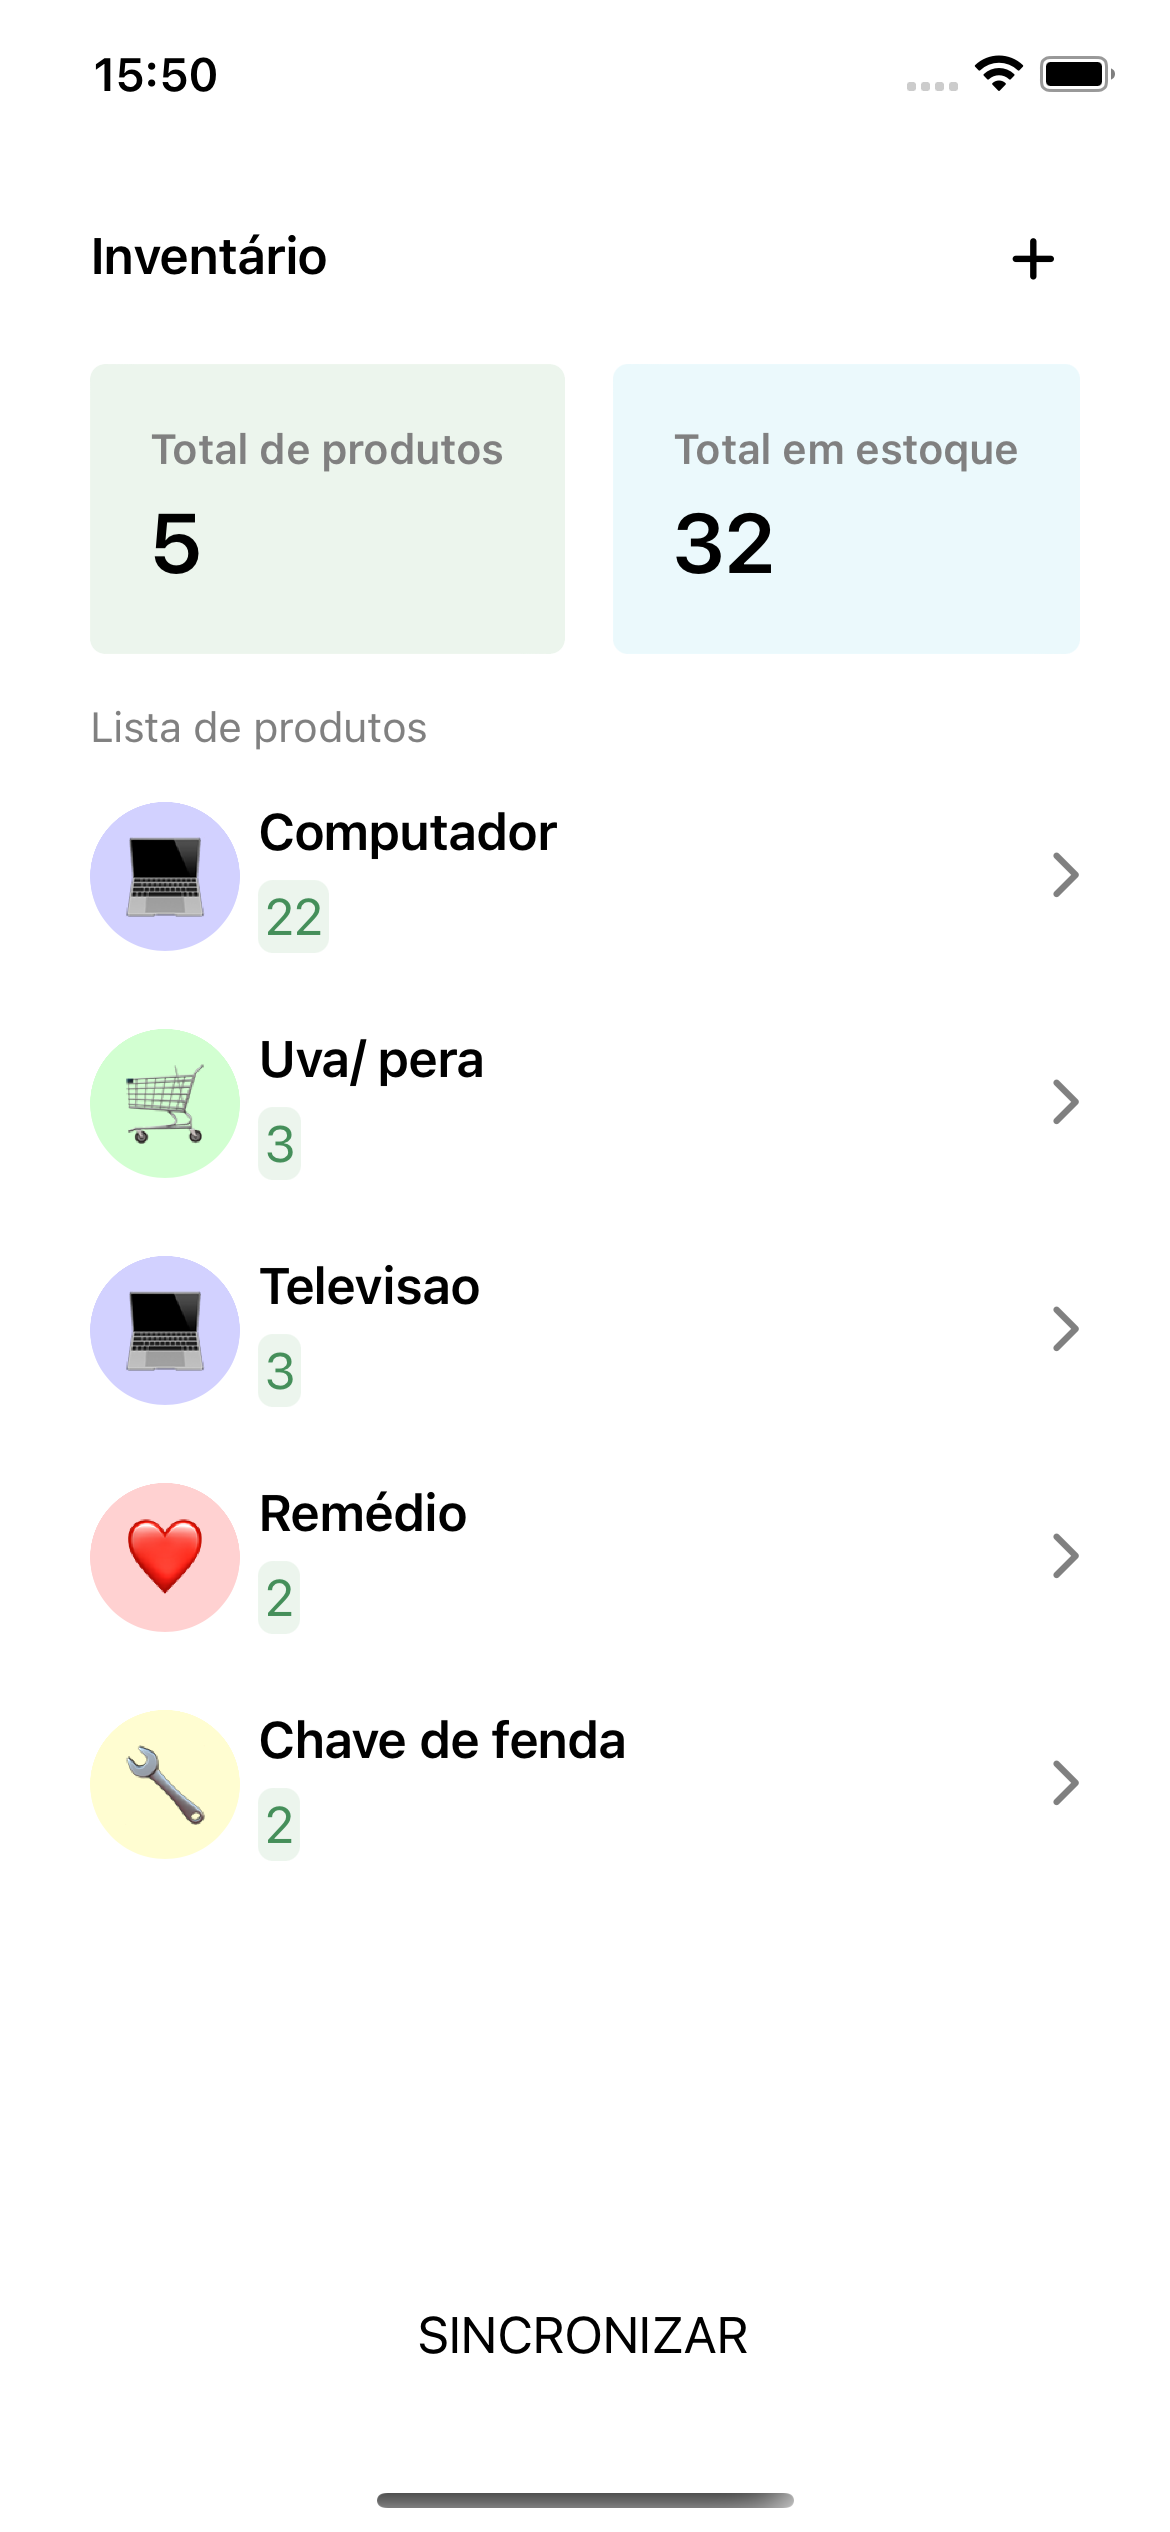 15:50
Inventário
Total de produtos
5
Total em estoque
32
Lista de produtos
Computador
22
Uva/ pera
3
Televisao
3
Remédio
2
Chave de fenda
2
SINCRONIZAR